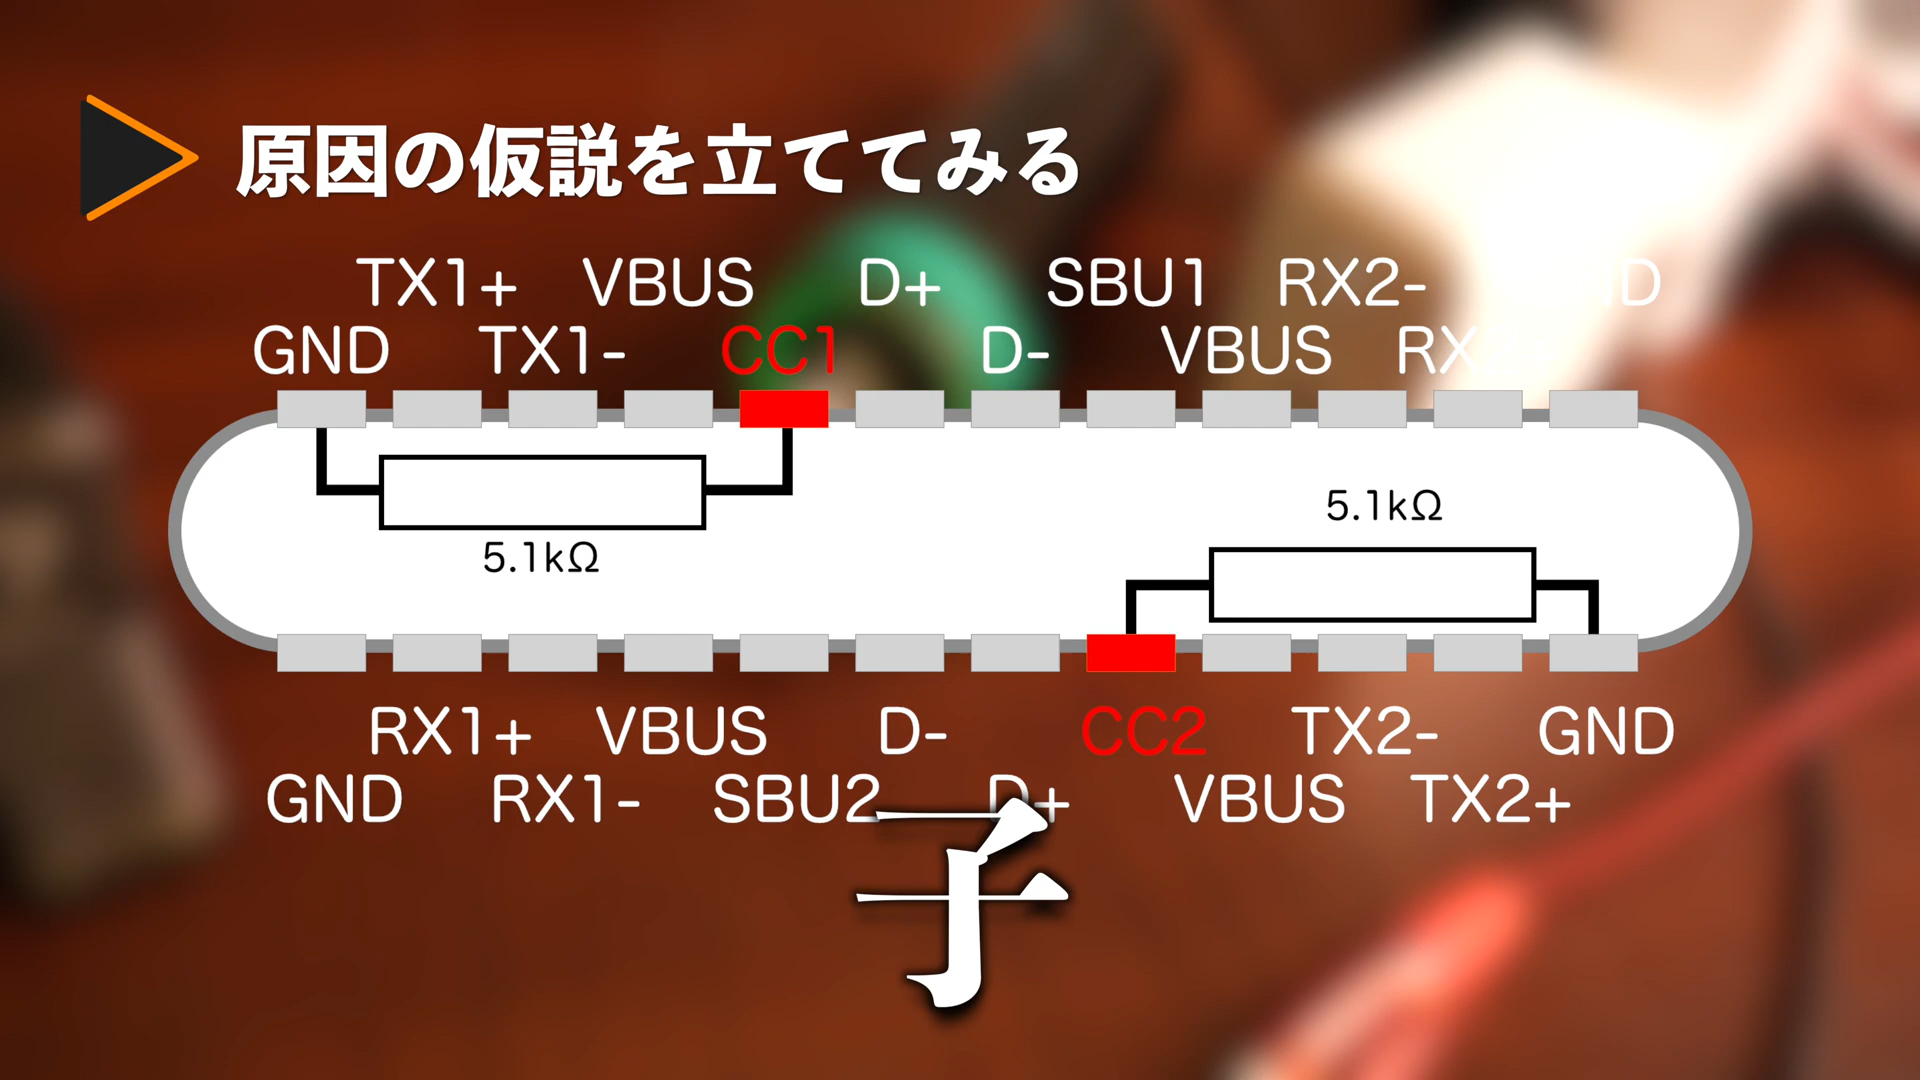 原因の仮説を立ててみる
TX1+ VBUS D+ SBU1 RX2-
GND TX1- CC1 D- VBUS
5.1kΩ
5.1kΩ
RX1+ VBUS D- CC2 TX2- GND
GND RX1- SBU2 D+ VBUS TX2+
子